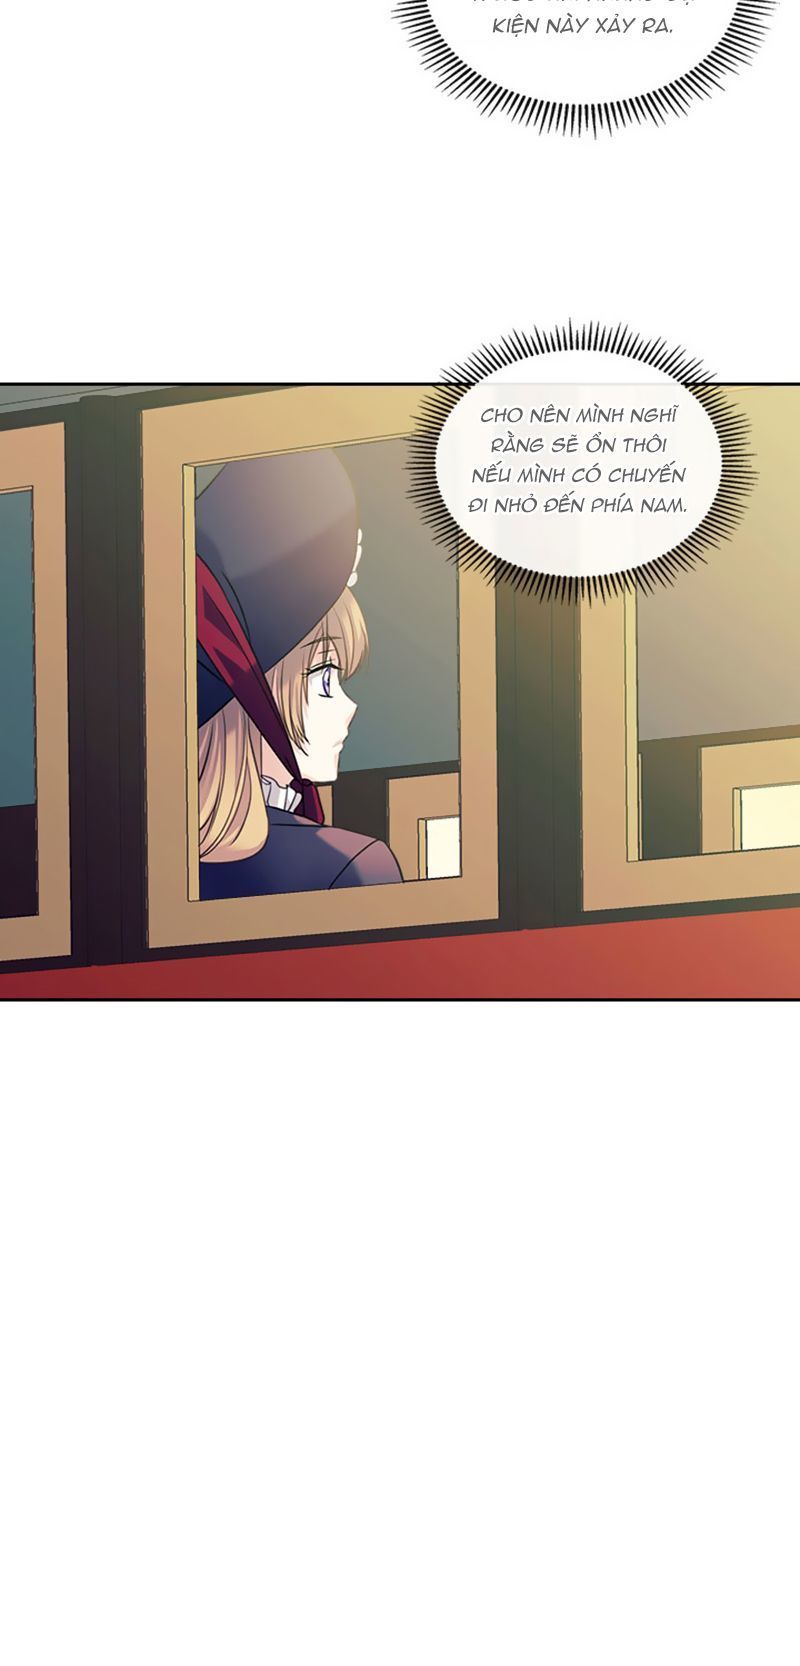 KIỆN NÀY XẢY RA.
CHO NÊN MÌNH NGHĨ
RẰNG SẼ ỔN THÔI
NẾU MÌNH CÓ CHUYẾN
ĐI NHỎ ĐẾN PHÍA NAM.